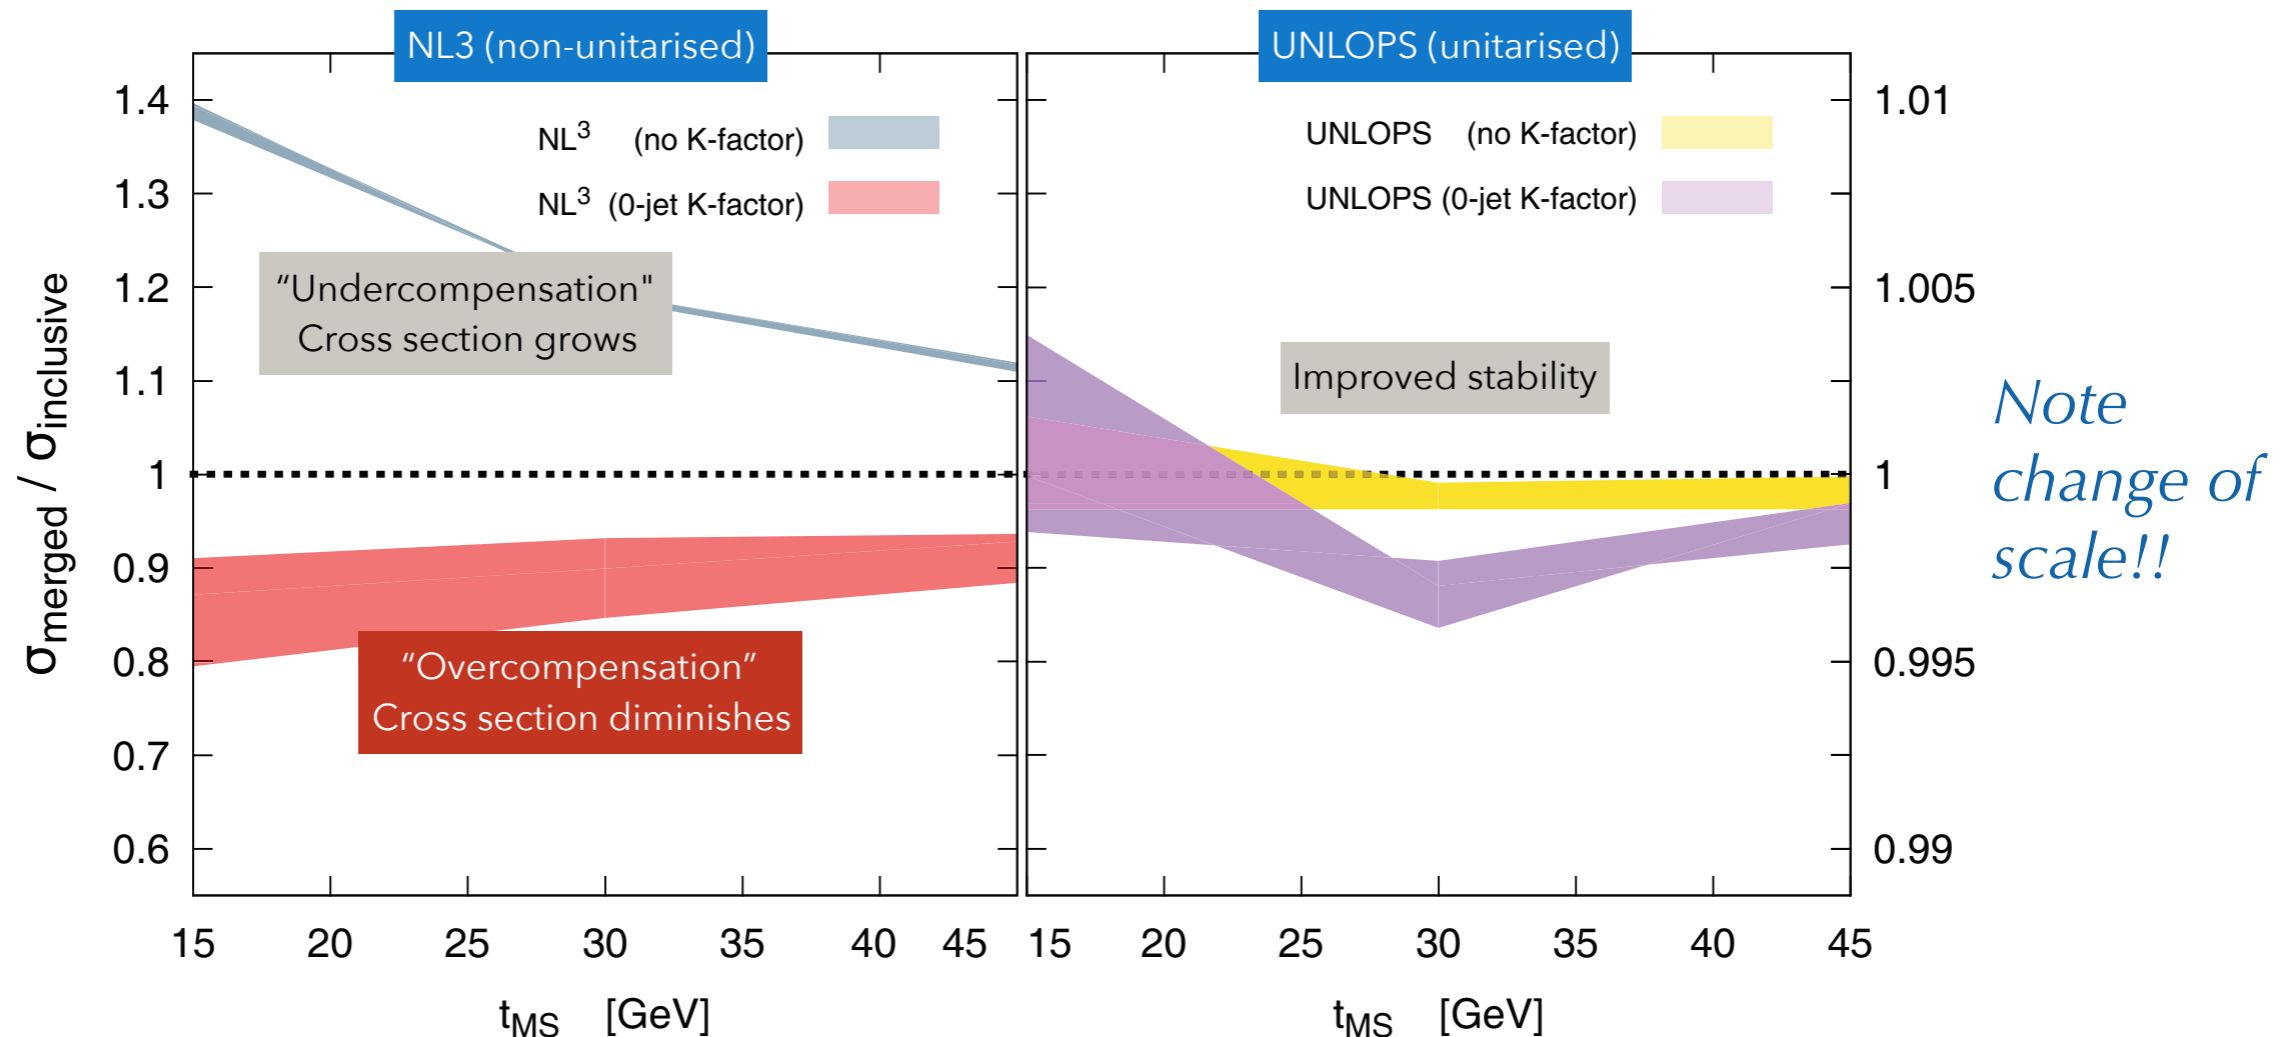 NL3 (non-unitarised)
UNLOPS (unitarised)
σmerged / σinclusive
1.4
1.3
1.2
1.1
1
0.9
0.8
0.7
0.6
NL³ (no K-factor)
NL³ (0-jet K-factor)
“Undercompensation"
Cross section grows
“Overcompensation”
Cross section diminishes
15 20 25 30 35 40 45
tMS [GeV]
UNLOPS (no K-factor)
UNLOPS (0-jet K-factor)
Improved stability
15 20 25 30 35 40 45
tMS [GeV]
1.01
1.005
1
0.995
0.99
Note
change of
scale!!